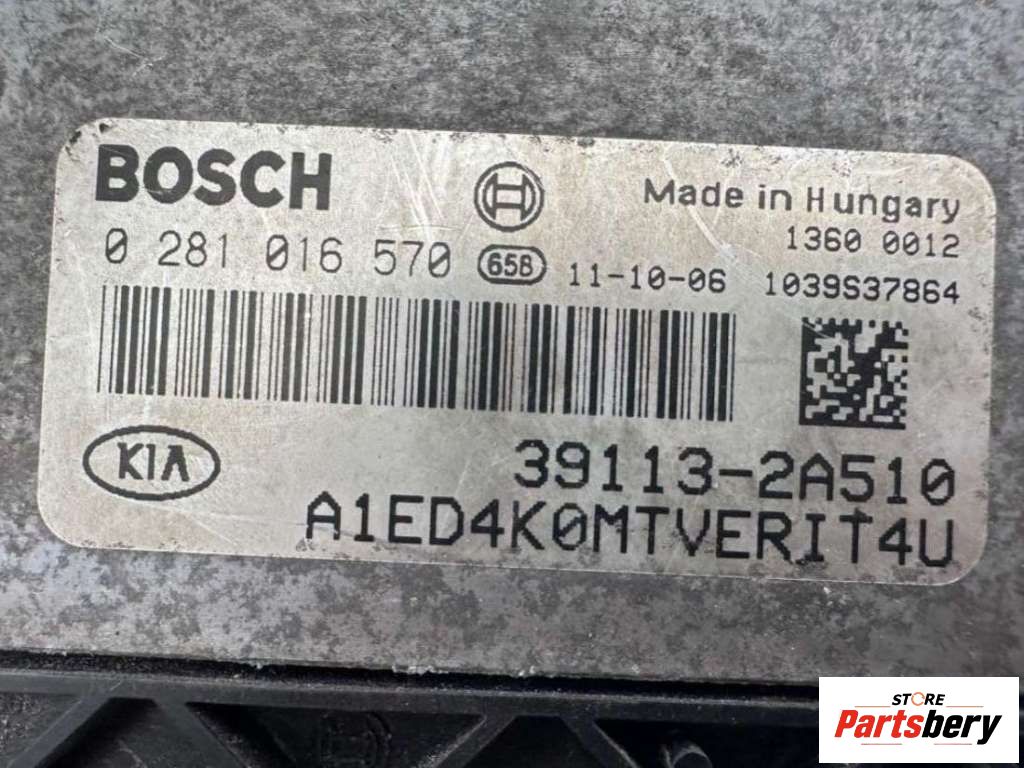 BOSCH
Made in Hungary
1360 0012
0 281 016 570 658 11-10-06 1039S37864
KIA
39113-2A510
A1ED4K0MTVERIT4U
STORE
Partsbery